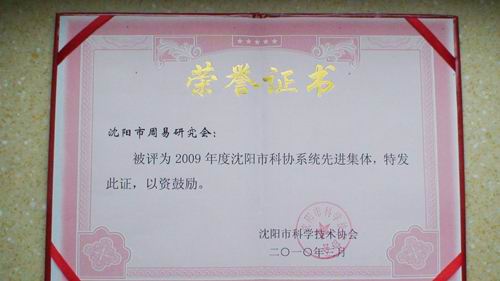 荣誉证书
沈阳市周易研究会：
被评为2009年度沈阳市科协系统先进集体，特发
此证，以资鼓励。
沈阳市科学技术协会
二〇一〇年一月